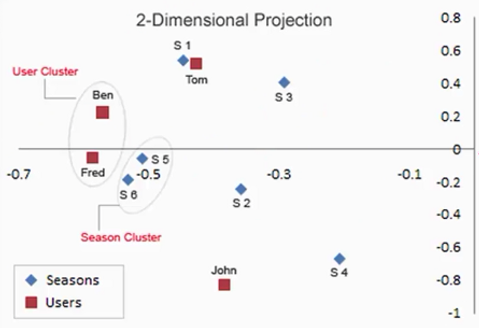 2-Dimensional Projection
0.8
S 1
0.6
User Cluster
Tom
0.4
S 3
Ben
0.2
0
S 5
Fred
-0.7
-0.5
-0.3
-0.1
-0.2
S 6
S 2
-0.4
Season Cluster
-0.6
John
S 4
Seasons
-0.8
Users
-1